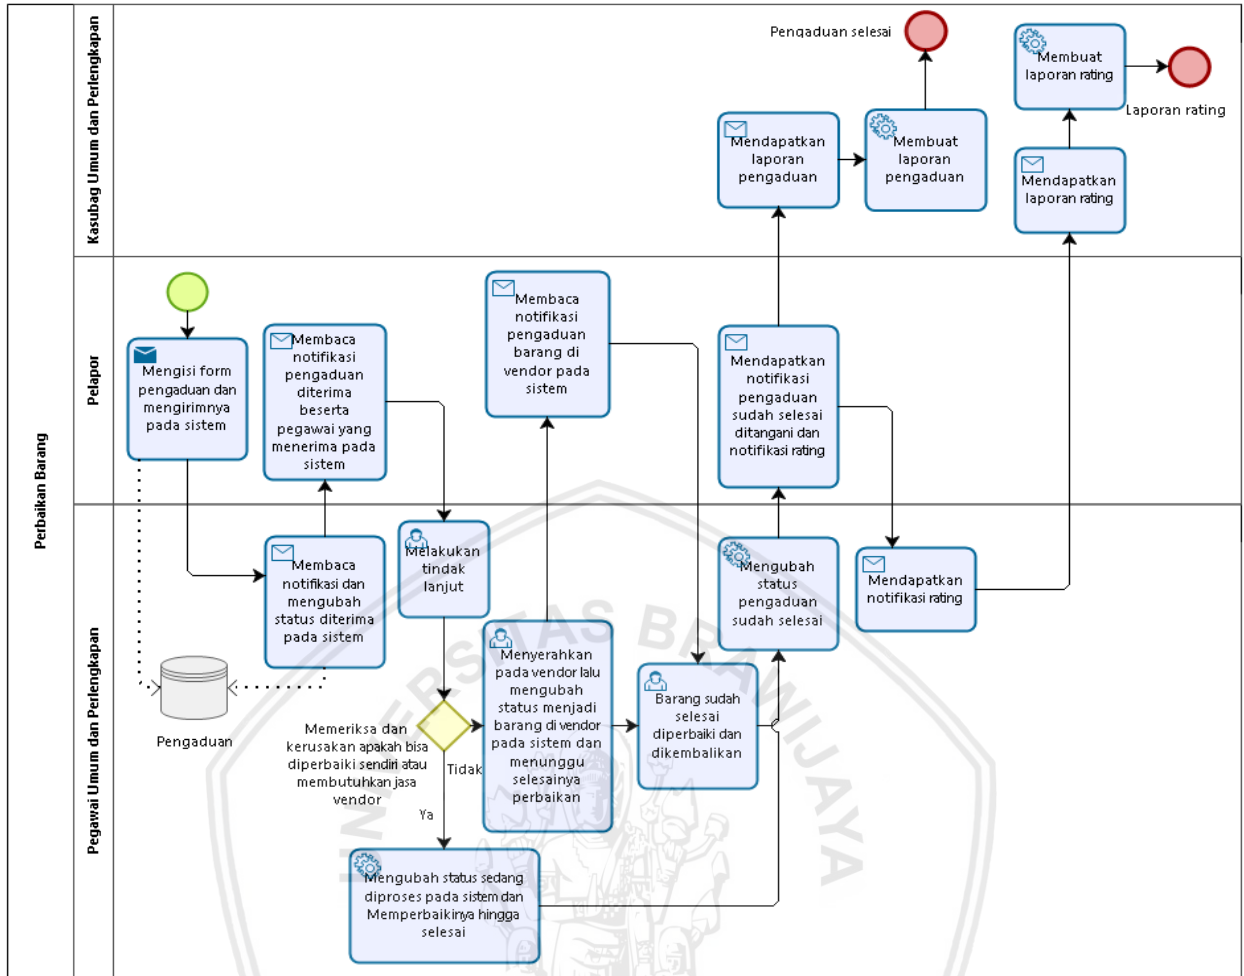 Perbaikan Barang
Kasubag Umum dan Perlengkapan
Pengaduan selesai
Membuat
laporan rating
Laporan rating
Mendapatkan
laporan
pengaduan
Membuat
laporan
pengaduan
Mendapatkan
laporan rating
Pelapor
Mengisi form
pengaduan dan
mengirimnya
pada sistem
Membaca
notifikasi
pengaduan
diterima
beserta
pegawai yang
menerima pada
sistem
Membaca
notifikasi
pengaduan
barang di
vendor pada
sistem
Mendapatkan
notifikasi
pengaduan
sudah selesai
ditangani dan
notifikasi rating
Pegawai Umum dan Perlengkapan
Membaca
notifikasi dan
mengubah
status diterima
pada sistem
Pengaduan
Melakukan
tindak
lanjut
Memeriksa dan
kerusakan apakah bisa
diperbaiki sendiri atau
membutuhkan jasa
vendor
Tidak
Ya
Menyerahkan
pada vendor lalu
mengubah
status menjadi
barang di vendor
pada sistem dan
menunggu
selesainya
perbaikan
Barang sudah
selesai
diperbaiki dan
dikembalikan
Mengubah
status
pengaduan
sudah selesai
Mendapatkan
notifikasi rating
Mengubah status sedang
diproses pada sistem dan
Memperbaikinya hingga
selesai
UNIVERSITAS BRAWIJAYA